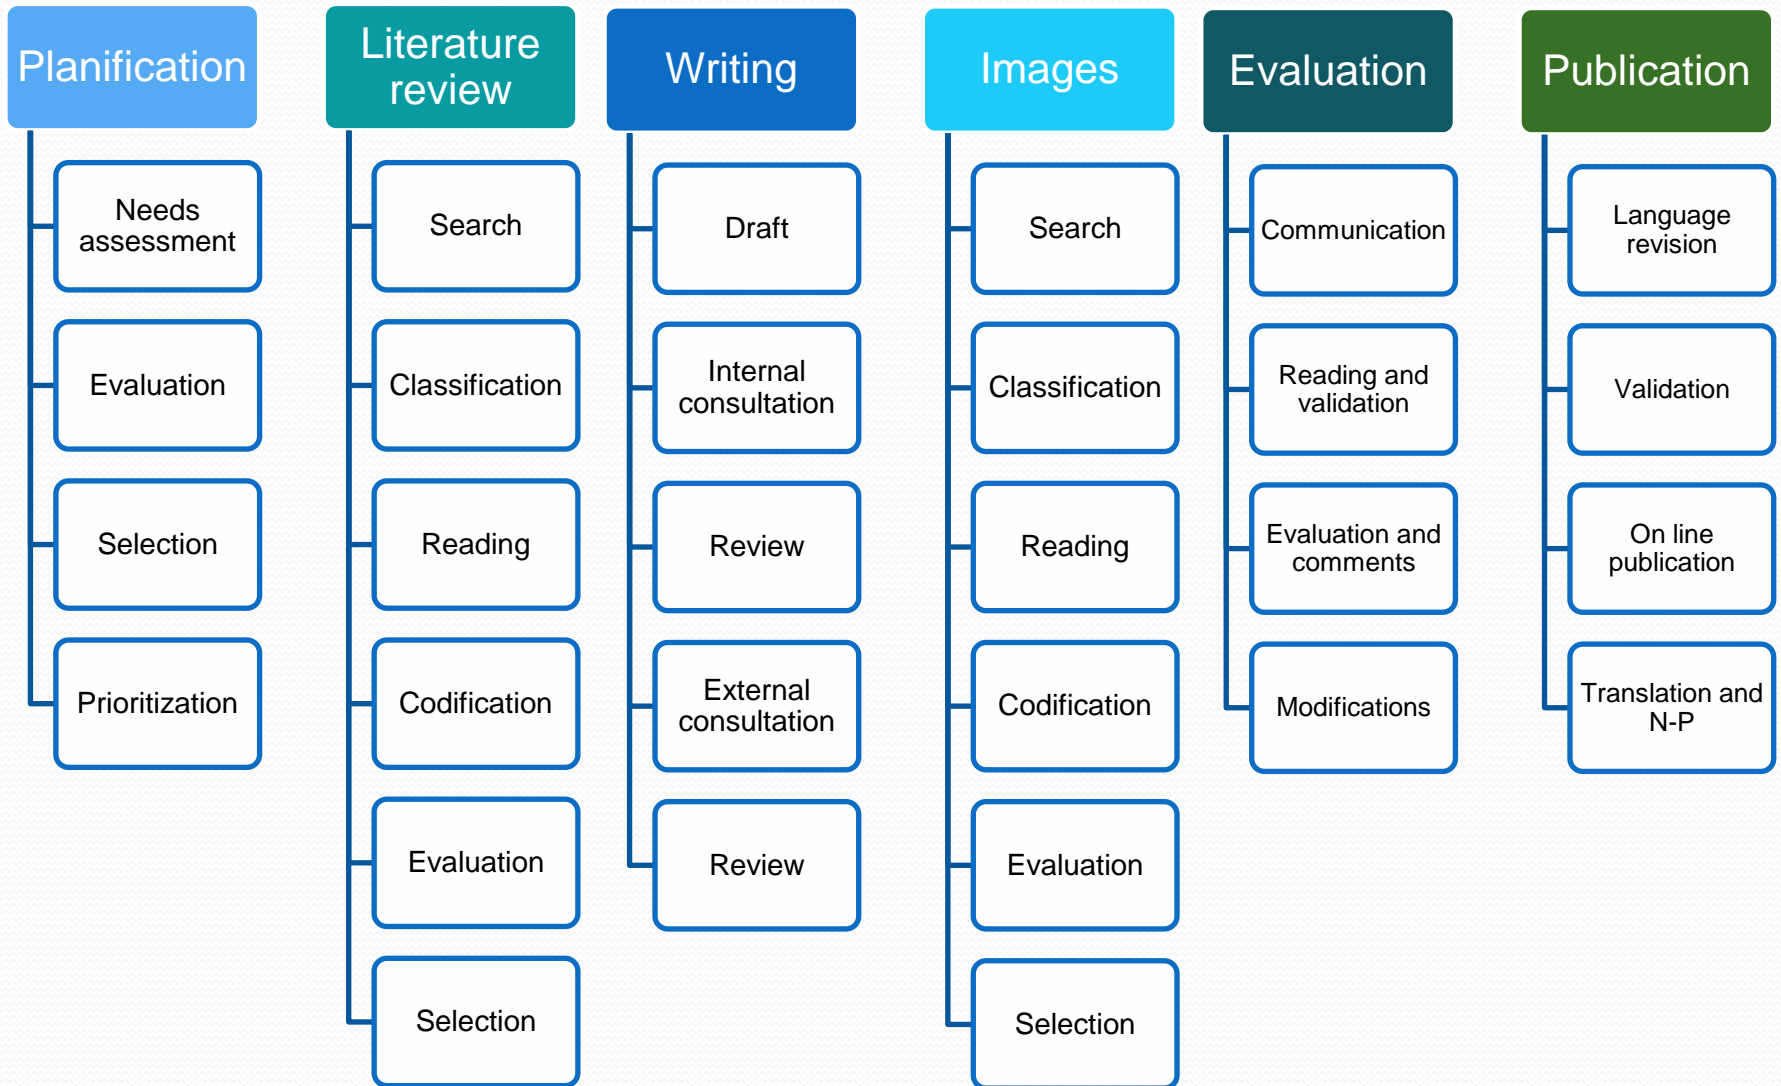 Planification
Needs
assessment
Evaluation
Selection
Prioritization
Literature
review
Search
Classification
Reading
Codification
Evaluation
Selection
Writing
Draft
Internal
consultation
Review
External
consultation
Review
Images
Search
Classification
Reading
Codification
Evaluation
Selection
Evaluation
Communication
Reading and
validation
Evaluation and
comments
Modifications
Publication
Language
revision
Validation
On line
publication
Translation and
N-P